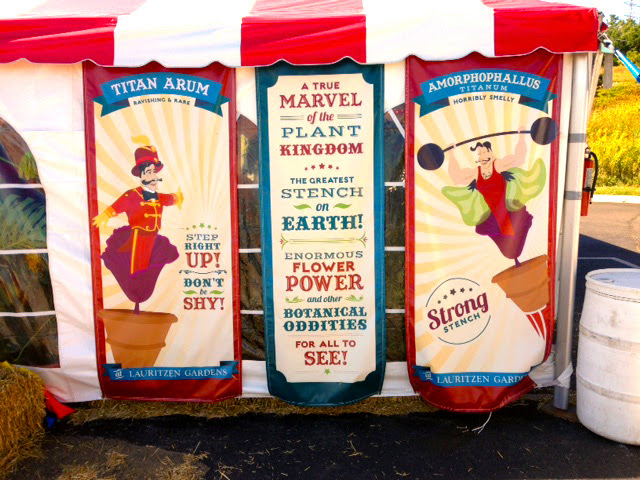 TITAN ARUM
RAVISHING & RARE
STEP
RIGHT
UP!
DON'T
be
SHY!
at LAURITZEN GARDENS
A TRUE
MARVEL
of the
PLANT
KINGDOM
THE GREATEST
STENCH
on
EARTH!
ENORMOUS
FLOWER
POWER
and other
BOTANICAL
ODDITIES
FOR ALL TO
SEE!
AMORPHOPHALLUS
TITANUM
HORRIBLY SMELLY
Strong
STENCH
at LAURITZEN GARD